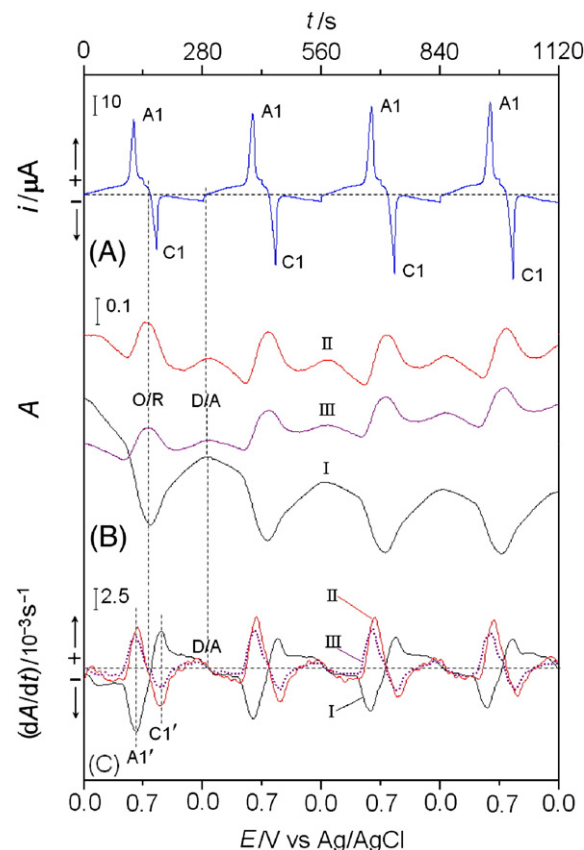 t/s
0 280 560 840 1120
10
A1 A1 A1 A1
i/μA
+
−
(A)
C1 C1 C1 C1
0.1
II
A
O/R D/A III
I
(B)
2.5
II
D/A III
(dA/dt)/10⁻³s⁻¹
+
−
I
C1′
A1′
(C)
0.0 0.7 0.0 0.7 0.0 0.7 0.0 0.7 0.0
E/V vs Ag/AgCl